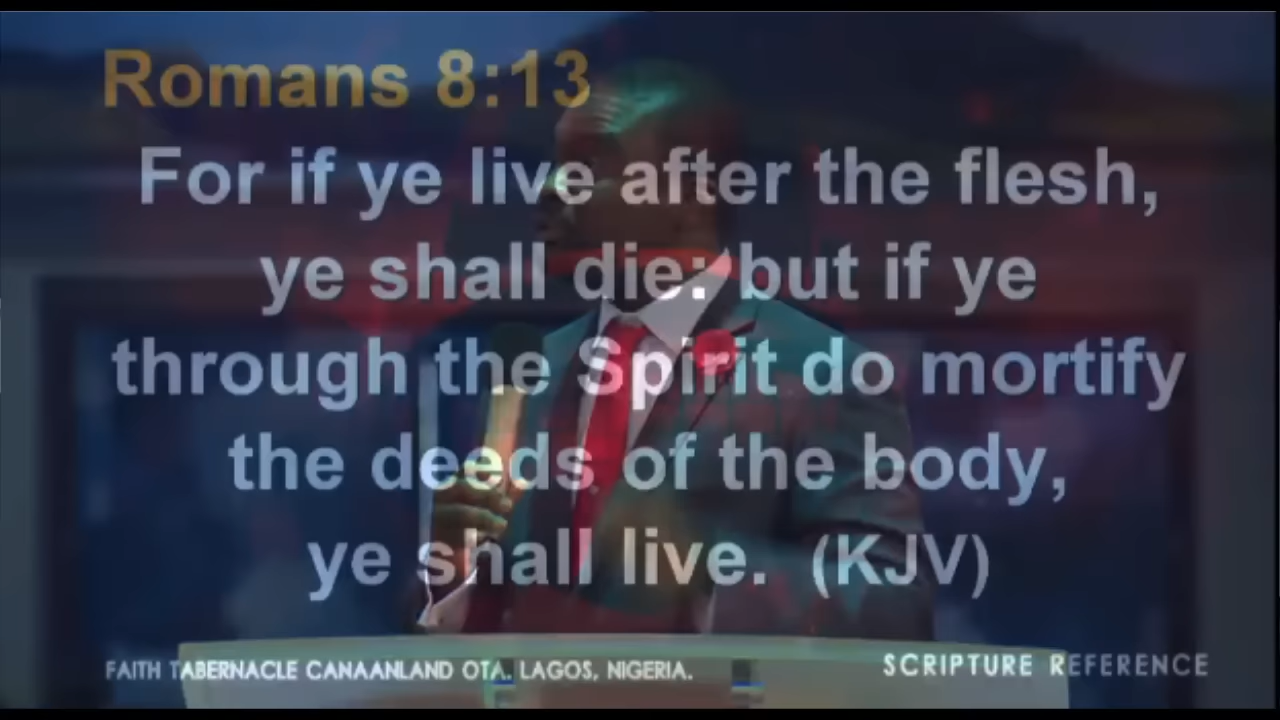 Romans 8:13
For if ye live after the flesh,
ye shall die: but if ye
through the Spirit do mortify
the deeds of the body,
ye shall live. (KJV)
FAITH TABERNACLE CANAANLAND OTA, LAGOS, NIGERIA.
SCRIPTURE REFERENCE